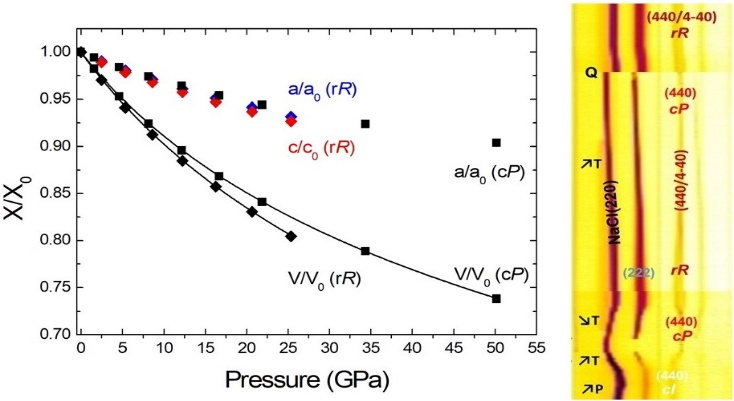 1.00
0.95
0.90
0.85
0.80
0.75
0.70
X/X0
0 5 10 15 20 25 30 35 40 45 50 55
Pressure (GPa)
a/a0 (rR)
c/c0 (rR)
a/a0 (cP)
V/V0 (rR)
V/V0 (cP)
(440/4-40)
rR
Q
(440)
cP
↗T
NaCl(220)
(440/4-40)
(222)
rR
↘T
(440)
cP
↗T
(440)
cI
↗P